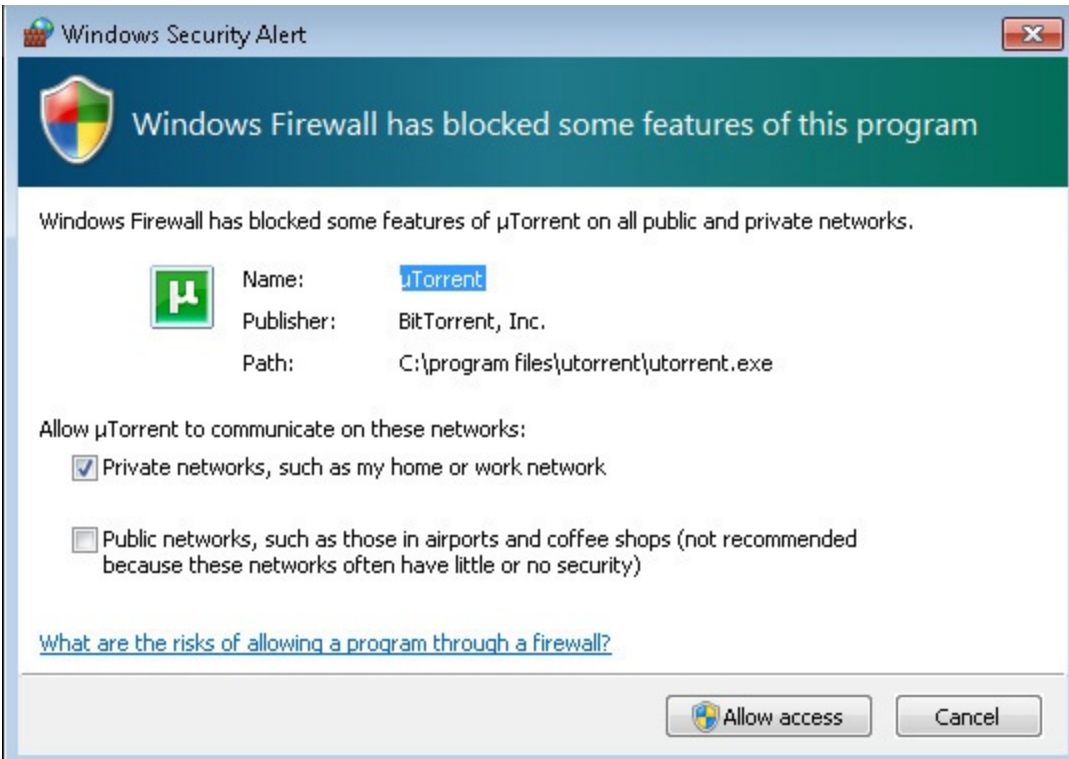 Windows Security Alert
Windows Firewall has blocked some features of this program
Windows Firewall has blocked some features of µTorrent on all public and private networks.
µ
Name: µTorrent
Publisher: BitTorrent, Inc.
Path: C:\program files\utorrent\utorrent.exe
Allow µTorrent to communicate on these networks:
Private networks, such as my home or work network
Public networks, such as those in airports and coffee shops (not recommended
because these networks often have little or no security)
What are the risks of allowing a program through a firewall?
Allow access Cancel